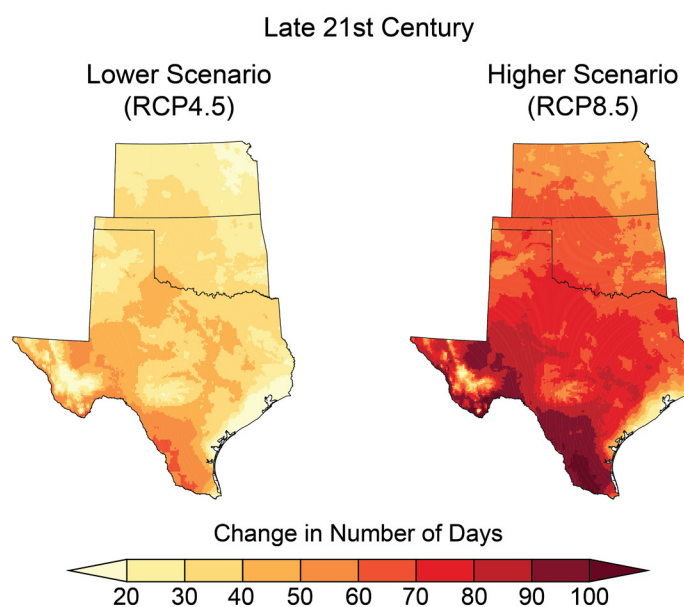 Late 21st Century
Lower Scenario
(RCP4.5)
Higher Scenario
(RCP8.5)
Change in Number of Days
20 30 40 50 60 70 80 90 100